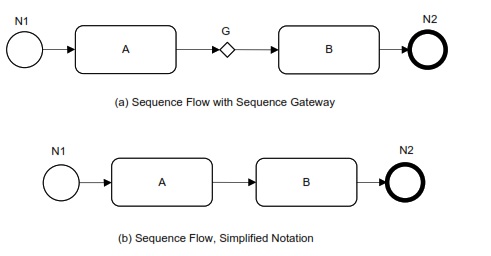 N1
N2
G
A
B
(a) Sequence Flow with Sequence Gateway
N1
N2
A
B
(b) Sequence Flow, Simplified Notation